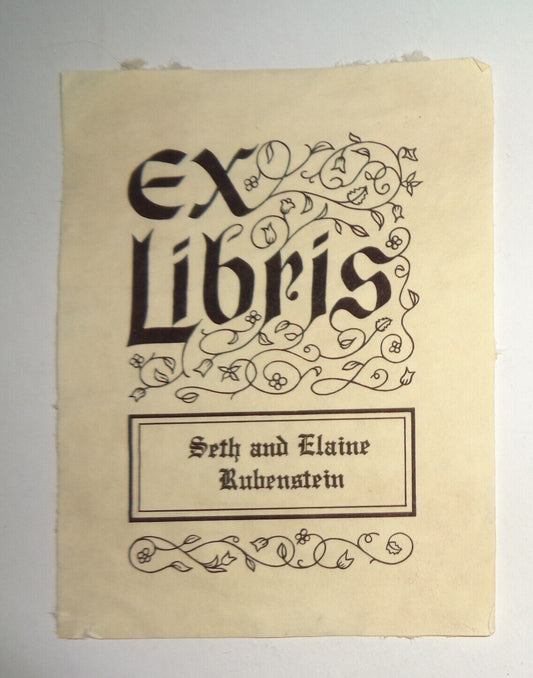 Ex
Libris
Seth and Elaine
Rubenstein